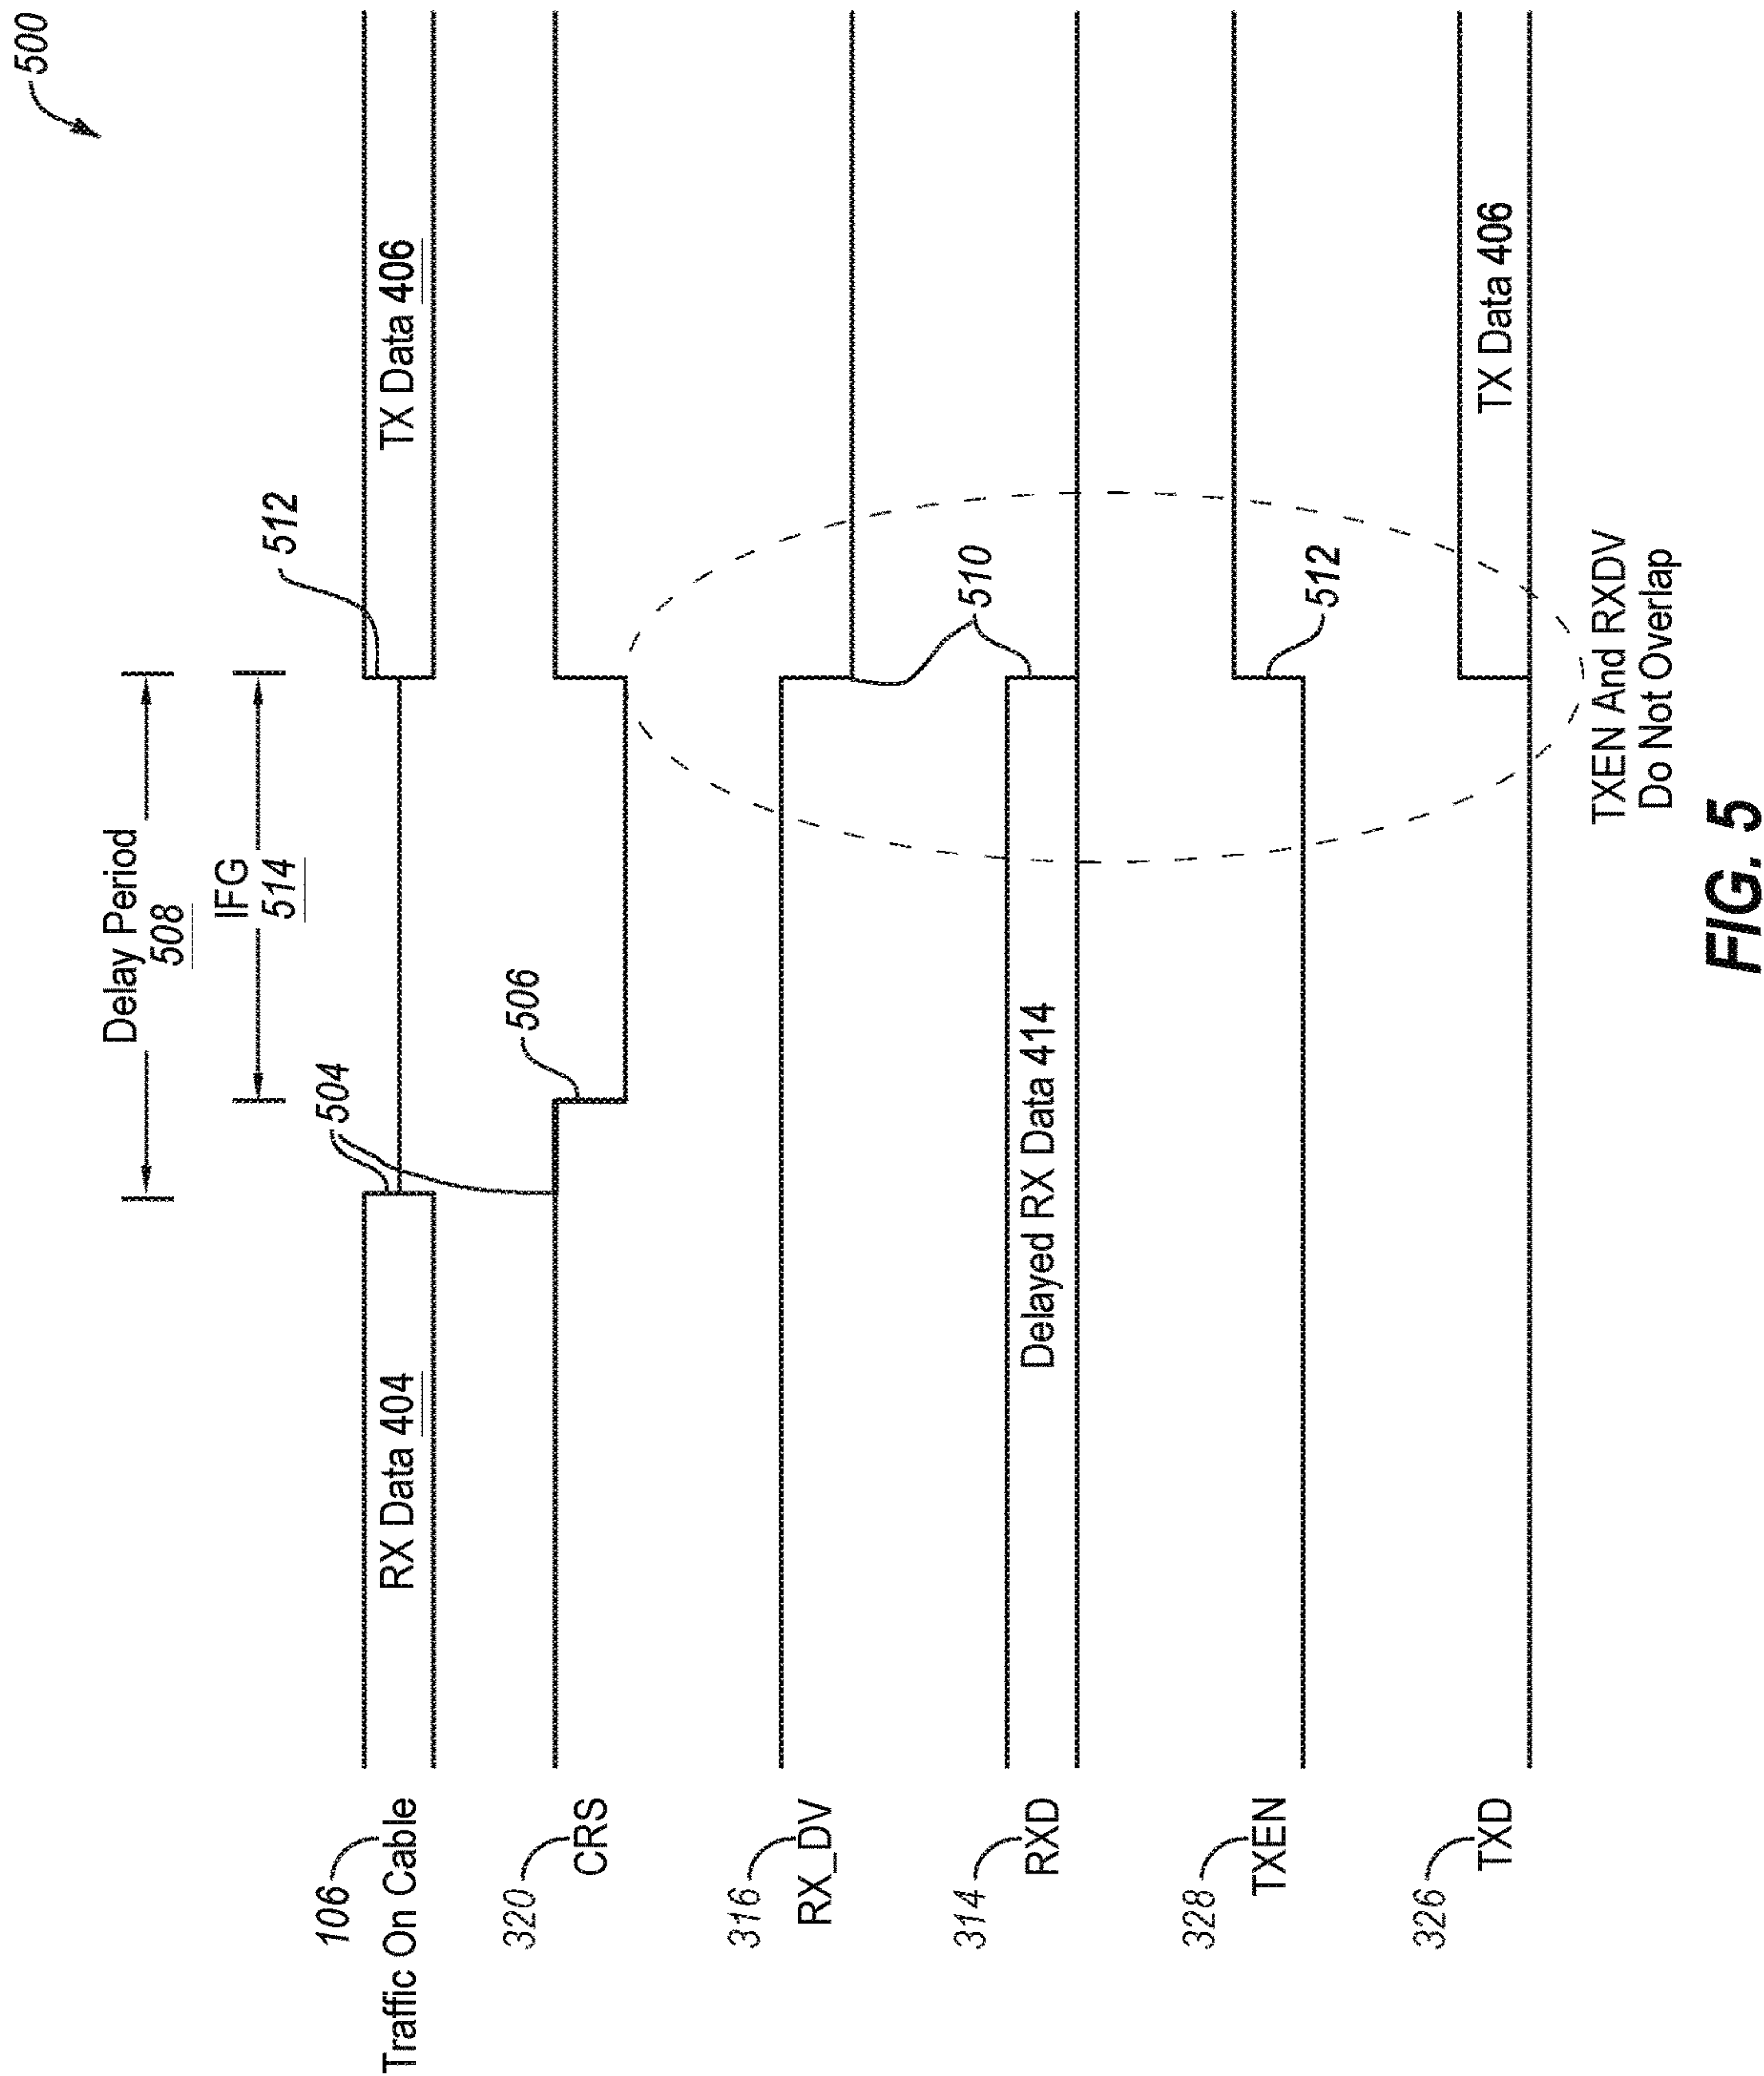 500
Delay Period
508
IFG
514
504
512
106
Traffic On Cable
RX Data 404
TX Data 406
506
320
CRS
316
RX_DV
510
314
RXD
Delayed RX Data 414
328
TXEN
512
326
TXD
TX Data 406
TXEN And RXDV
Do Not Overlap
FIG. 5